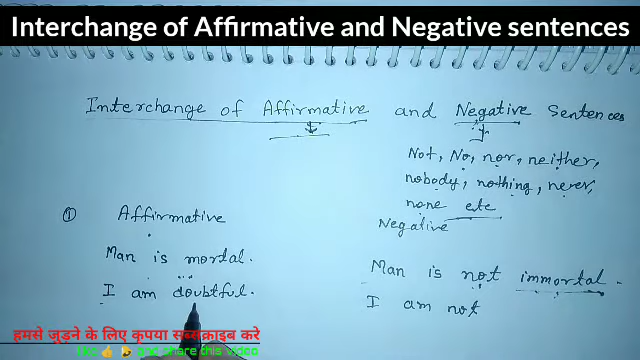 Interchange of Affirmative and Negative sentences
Interchange of Affirmative and Negative Sentences
Not, No, nor, neither,
nobody, nothing, never,
none etc
① Affirmative
Negative
Man is mortal.
Man is not immortal.
I am doubtful.
I am not
हमसे जुड़ने के लिए कृपया सब्सक्राइब करे
like👍 🤣 and share this video